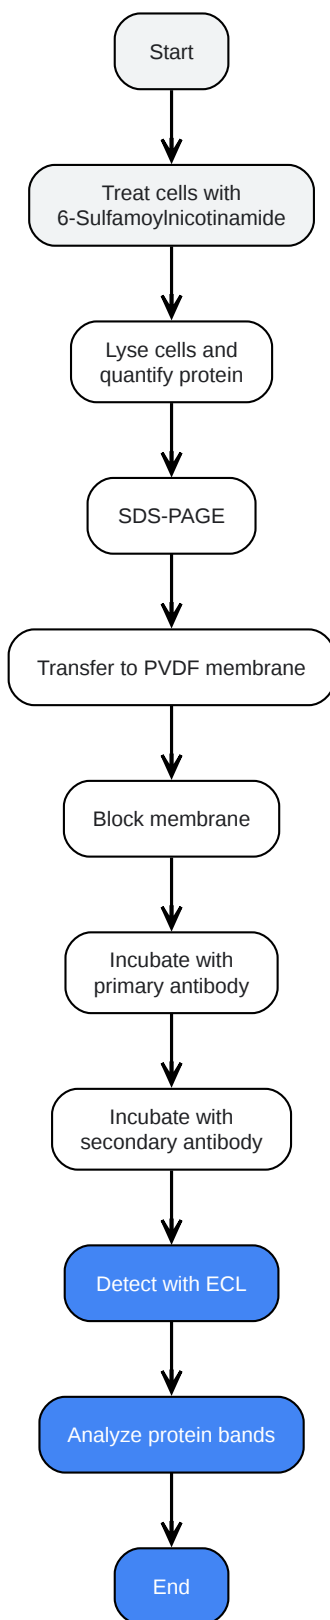 Start
Treat cells with
6-Sulfamoylnicotinamide
Lyse cells and
quantify protein
SDS-PAGE
Transfer to PVDF membrane
Block membrane
Incubate with
primary antibody
Incubate with
secondary antibody
Detect with ECL
Analyze protein bands
End